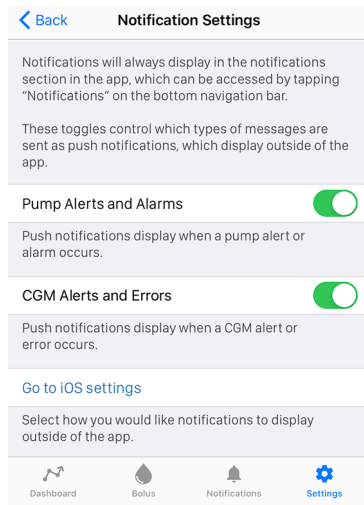 Back
Notification Settings
Notifications will always display in the notifications
section in the app, which can be accessed by tapping
“Notifications” on the bottom navigation bar.
These toggles control which types of messages are
sent as push notifications, which display outside of the
app.
Pump Alerts and Alarms
Push notifications display when a pump alert or
alarm occurs.
CGM Alerts and Errors
Push notifications display when a CGM alert or
error occurs.
Go to iOS settings
Select how you would like notifications to display
outside of the app.
Dashboard
Bolus
Notifications
Settings